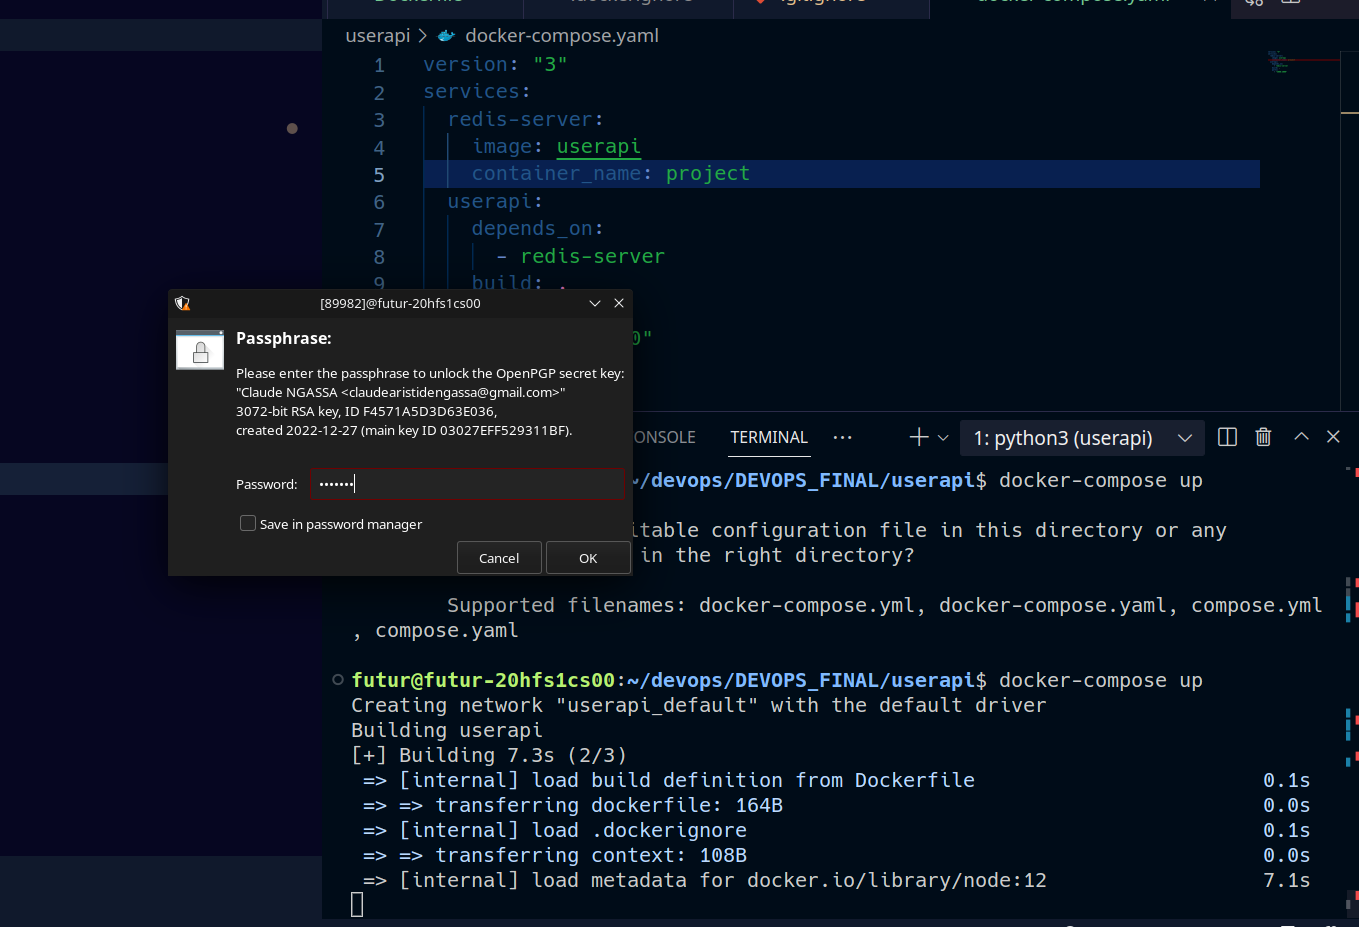 userapi > docker-compose.yaml
1 version: "3"
2 services:
3 redis-server:
4 image: userapi
5 container_name: project
6 userapi:
7 depends_on:
8 - redis-server
9 build: .
0"
[89982]@futur-20hfs1cs00
Passphrase:
Please enter the passphrase to unlock the OpenPGP secret key:
"Claude NGASSA <claudearistidengassa@gmail.com>"
3072-bit RSA key, ID F4571A5D3D63E036,
created 2022-12-27 (main key ID 03027EFF529311BF).
Password: •••••••
Save in password manager
Cancel OK
ONSOLE TERMINAL ··· 1: python3 (userapi)
~/devops/DEVOPS_FINAL/userapi$ docker-compose up
itable configuration file in this directory or any
in the right directory?
Supported filenames: docker-compose.yml, docker-compose.yaml, compose.yml
, compose.yaml
futur@futur-20hfs1cs00:~/devops/DEVOPS_FINAL/userapi$ docker-compose up
Creating network "userapi_default" with the default driver
Building userapi
[+] Building 7.3s (2/3)
=> [internal] load build definition from Dockerfile 0.1s
=> => transferring dockerfile: 164B 0.0s
=> [internal] load .dockerignore 0.1s
=> => transferring context: 108B 0.0s
=> [internal] load metadata for docker.io/library/node:12 7.1s